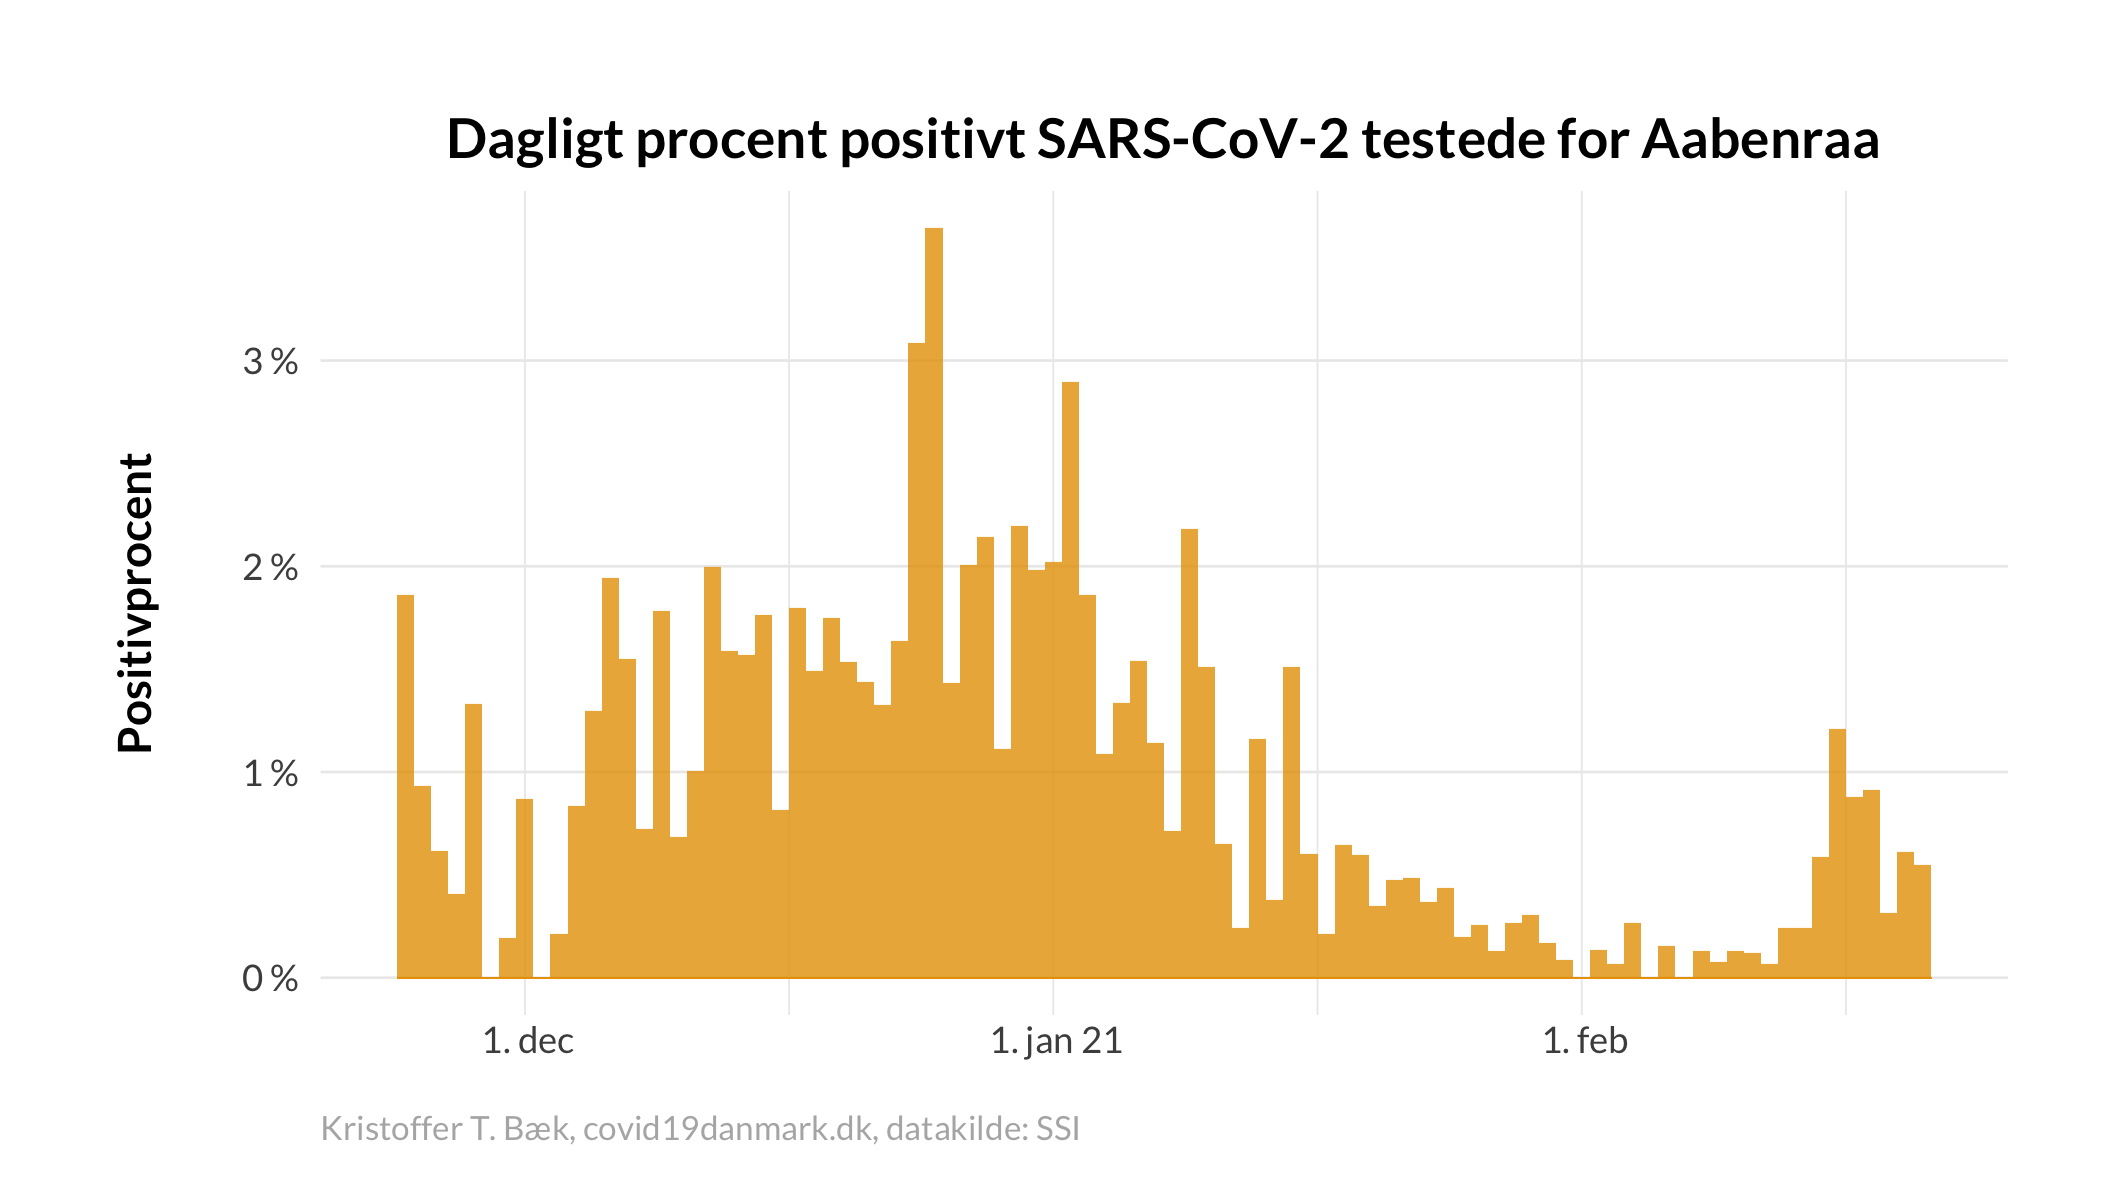 Dagligt procent positivt SARS-CoV-2 testede for Aabenraa
Positivprocent
3 %
2 %
1 %
0 %
1. dec
1. jan 21
1. feb
Kristoffer T. Bæk, covid19danmark.dk, datakilde: SSI